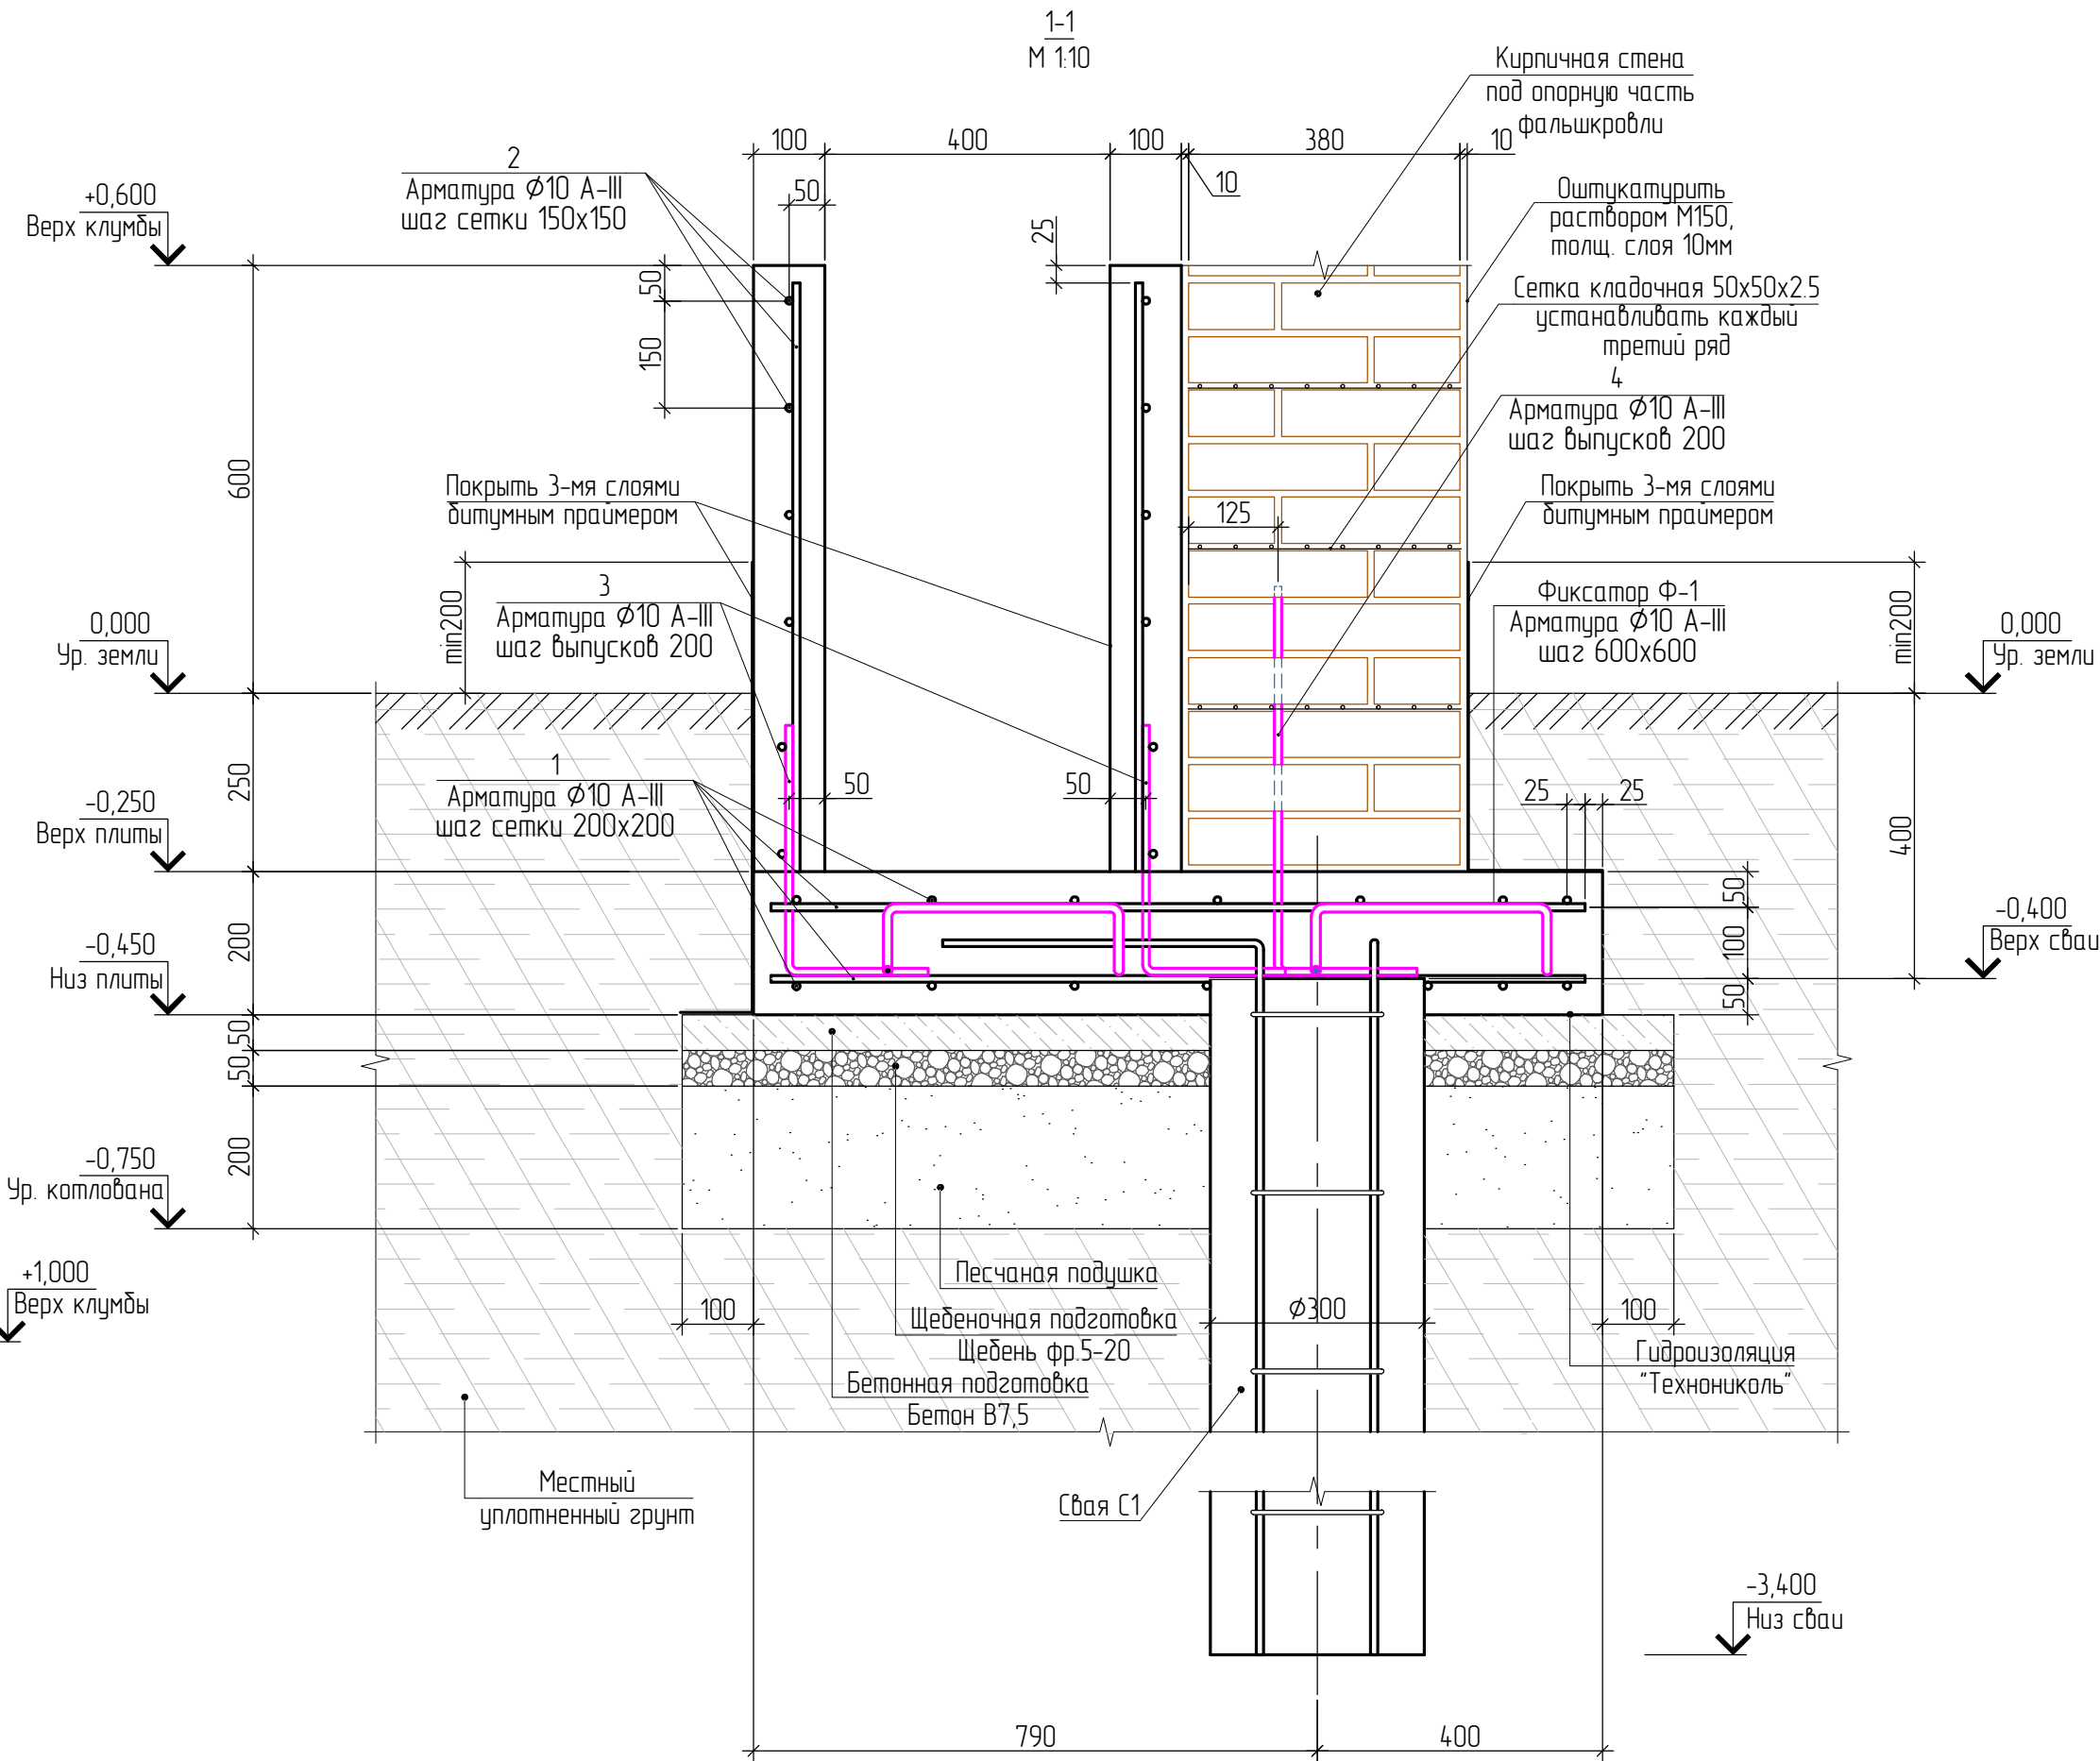 1-1
М 1:10
Кирпичная стена
под опорную часть
фальшкровли
100
400
100
380
10
10
2
Арматура Ø10 А-III
шаг сетки 150х150
50
+0,600
Верх клумбы
25
Оштукатурить
раствором М150,
толщ. слоя 10мм
50
150
Сетка кладочная 50х50х2.5
устанавливать каждый
третий ряд
4
Арматура Ø10 А-III
шаг выпусков 200
600
Покрыть 3-мя слоями
битумным праймером
125
Покрыть 3-мя слоями
битумным праймером
min200
3
Арматура Ø10 А-III
шаг выпусков 200
Фиксатор Ф-1
Арматура Ø10 А-III
шаг 600х600
min200
0,000
Ур. земли
0,000
Ур. земли
250
1
Арматура Ø10 А-III
шаг сетки 200х200
50
50
25
25
400
-0,250
Верх плиты
50
100
50
-0,400
Верх сваи
200
-0,450
Низ плиты
50
50
200
-0,750
Ур. котлована
+1,000
Верх клумбы
Песчаная подушка
100
Щебеночная подготовка
Щебень фр.5-20
Ø300
100
Бетонная подготовка
Бетон В7,5
Гидроизоляция
"Технониколь"
Местный
уплотненный грунт
Свая С1
-3,400
Низ сваи
790
400